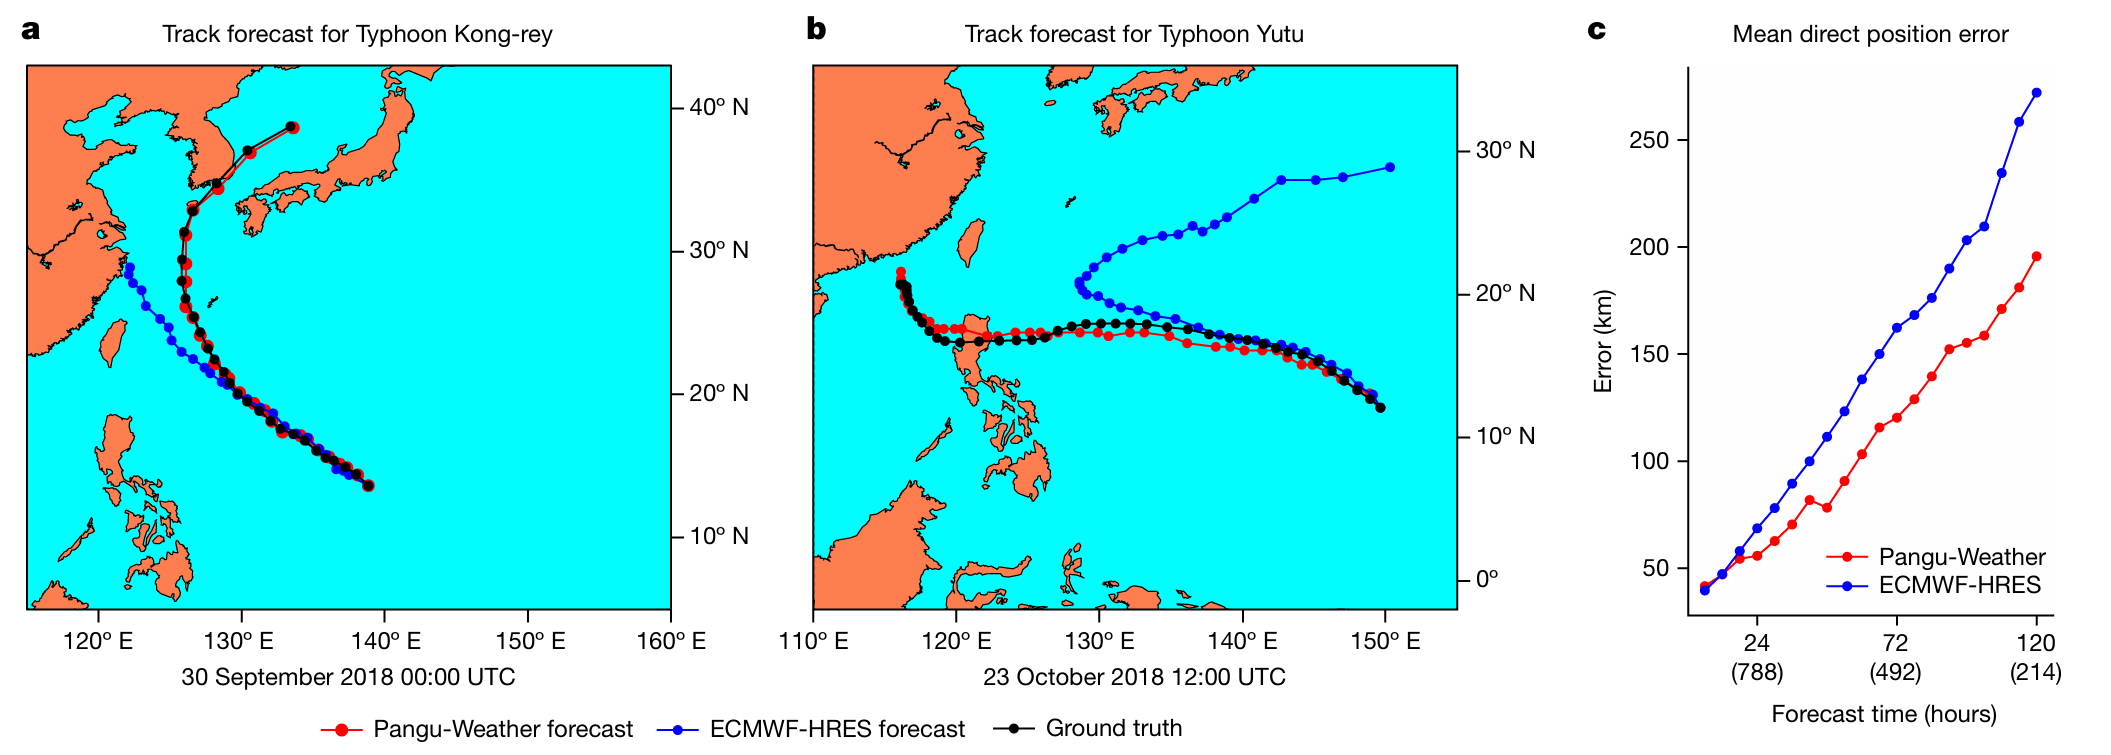 a
Track forecast for Typhoon Kong-rey
40° N
30° N
20° N
10° N
120° E
130° E
140° E
150° E
160° E
30 September 2018 00:00 UTC
b
Track forecast for Typhoon Yutu
30° N
20° N
10° N
0°
110° E
120° E
130° E
140° E
150° E
23 October 2018 12:00 UTC
Pangu-Weather forecast
ECMWF-HRES forecast
Ground truth
c
Mean direct position error
Error (km)
250
200
150
100
50
Pangu-Weather
ECMWF-HRES
24
(788)
72
(492)
120
(214)
Forecast time (hours)